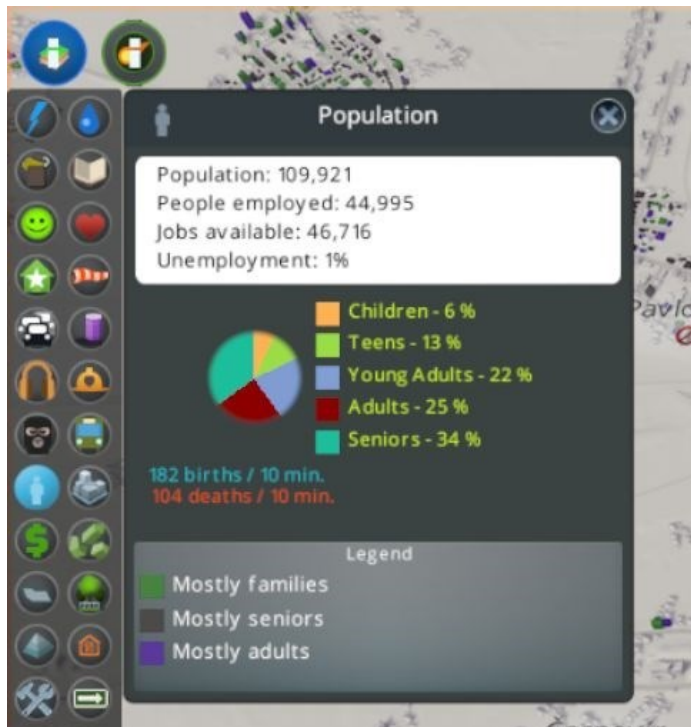 Population
Population: 109,921
People employed: 44,995
Jobs available: 46,716
Unemployment: 1%
Children - 6 %
Teens - 13 %
Young Adults - 22 %
Adults - 25 %
Seniors - 34 %
182 births / 10 min.
104 deaths / 10 min.
Legend
Mostly families
Mostly seniors
Mostly adults